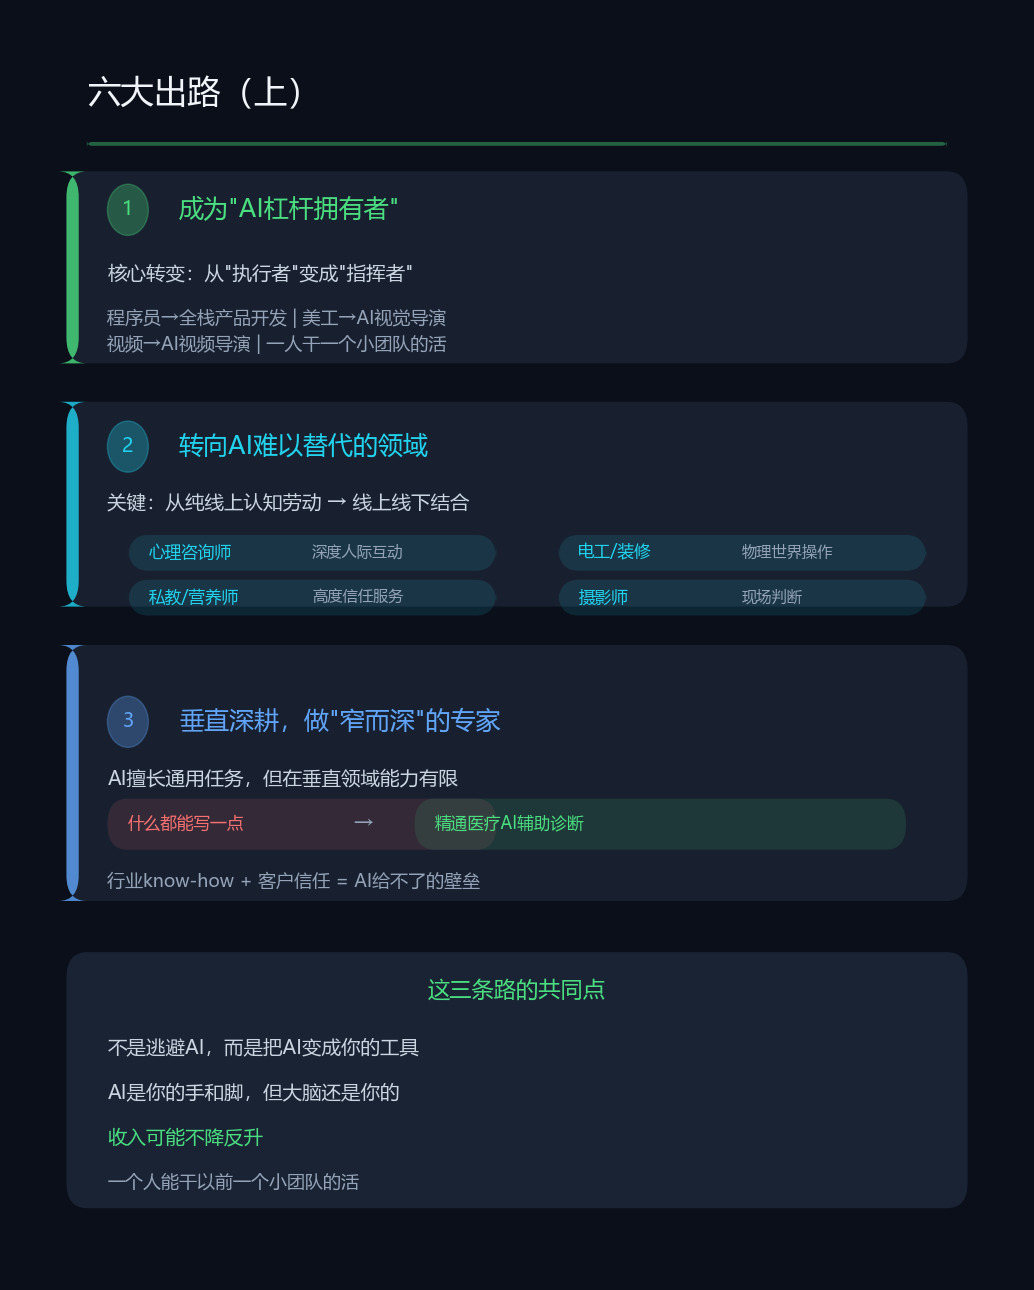 六大出路（上）
1
成为"AI杠杆拥有者"
核心转变：从"执行者"变成"指挥者"
程序员→全栈产品开发 | 美工→AI视觉导演
视频→AI视频导演 | 一人干一个小团队的活
2
转向AI难以替代的领域
关键：从纯线上认知劳动 → 线上线下结合
心理咨询师 深度人际互动 电工/装修 物理世界操作
私教/营养师 高度信任服务 摄影师 现场判断
3
垂直深耕，做"窄而深"的专家
AI擅长通用任务，但在垂直领域能力有限
什么都能写一点 → 精通医疗AI辅助诊断
行业know-how + 客户信任 = AI给不了的壁垒
这三条路的共同点
不是逃避AI，而是把AI变成你的工具
AI是你的手和脚，但大脑还是你的
收入可能不降反升
一个人能干以前一个小团队的活